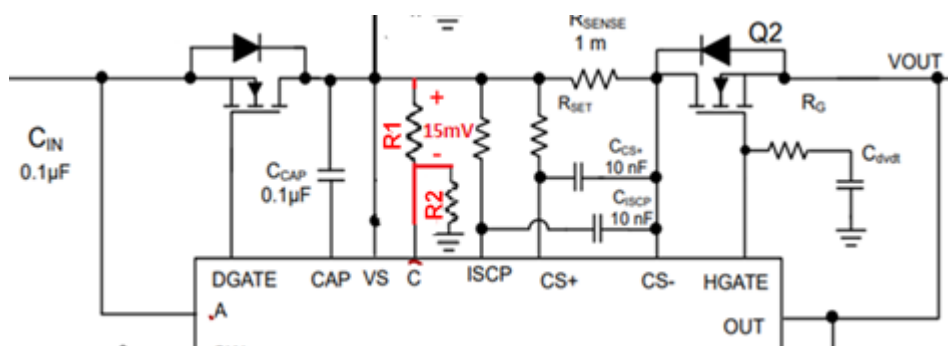 RSENSE
1 m
Q2
VOUT
RSET
RG
CIN
0.1µF
R1
+
15mV
-
CCAP
0.1µF
R2
CCS+
10 nF
CISCP
10 nF
Cdvdt
DGATE
CAP
VS
C
ISCP
CS+
CS-
HGATE
A
OUT